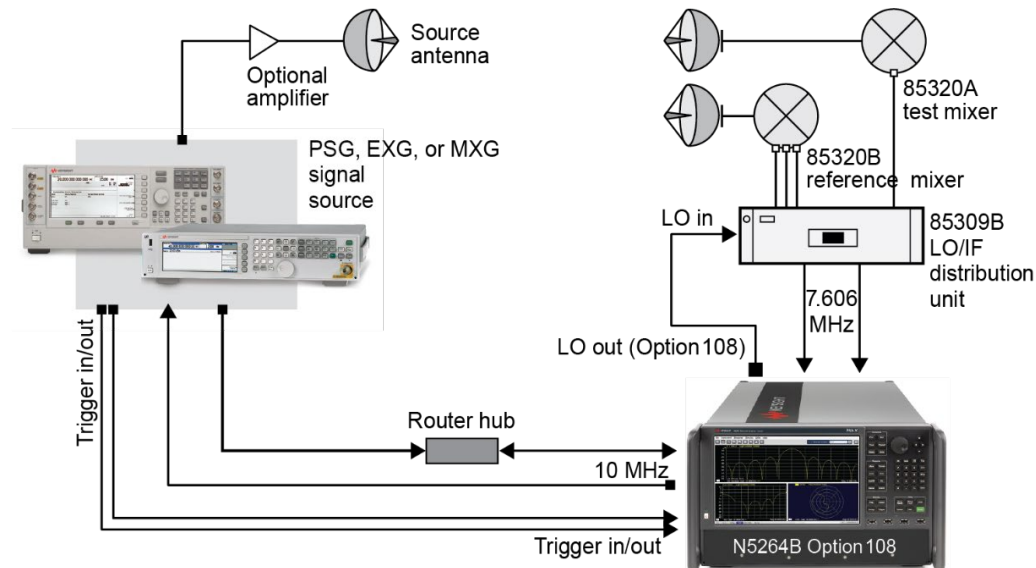 Source
antenna
Optional
amplifier
85320A
test mixer
PSG, EXG, or MXG
signal
source
85320B
reference mixer
LO in
85309B
LO/IF
distribution
unit
7.606
MHz
LO out (Option 108)
Trigger in/out
Router hub
10 MHz
Trigger in/out
N5264B Option 108